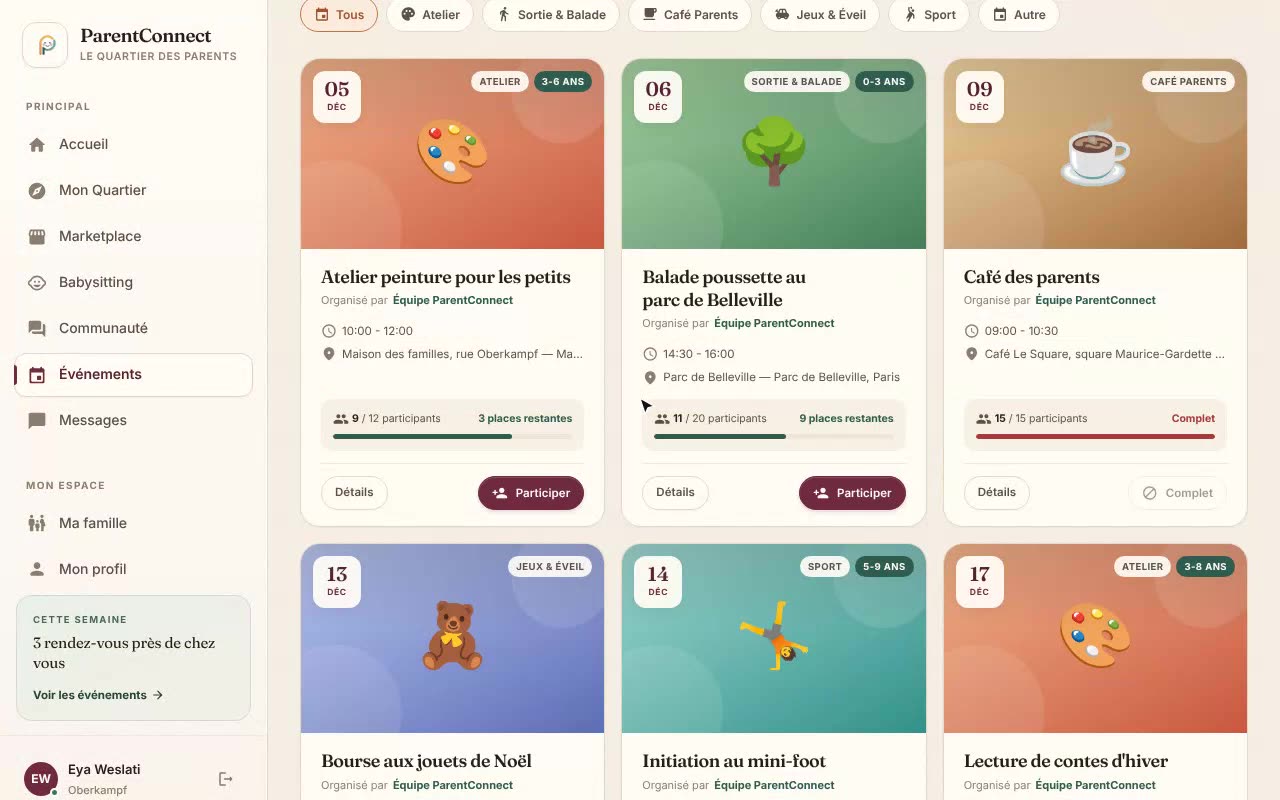 ParentConnect
LE QUARTIER DES PARENTS
PRINCIPAL
Accueil
Mon Quartier
Marketplace
Babysitting
Communauté
Événements
Messages
MON ESPACE
Ma famille
Mon profil
CETTE SEMAINE
3 rendez-vous près de chez
vous
Voir les événements →
EW
Eya Weslati
Oberkampf
Tous
Atelier
Sortie & Balade
Café Parents
Jeux & Éveil
Sport
Autre
05
DÉC
ATELIER
3-6 ANS
Atelier peinture pour les petits
Organisé par Équipe ParentConnect
10:00 - 12:00
Maison des familles, rue Oberkampf — Ma...
9 / 12 participants
3 places restantes
Détails
Participer
06
DÉC
SORTIE & BALADE
0-3 ANS
Balade poussette au
parc de Belleville
Organisé par Équipe ParentConnect
14:30 - 16:00
Parc de Belleville — Parc de Belleville, Paris
11 / 20 participants
9 places restantes
Détails
Participer
09
DÉC
CAFÉ PARENTS
Café des parents
Organisé par Équipe ParentConnect
09:00 - 10:30
Café Le Square, square Maurice-Gardette ...
15 / 15 participants
Complet
Détails
Complet
13
DÉC
JEUX & ÉVEIL
Bourse aux jouets de Noël
Organisé par Équipe ParentConnect
14
DÉC
SPORT
5-9 ANS
Initiation au mini-foot
Organisé par Équipe ParentConnect
17
DÉC
ATELIER
3-8 ANS
Lecture de contes d'hiver
Organisé par Équipe ParentConnect